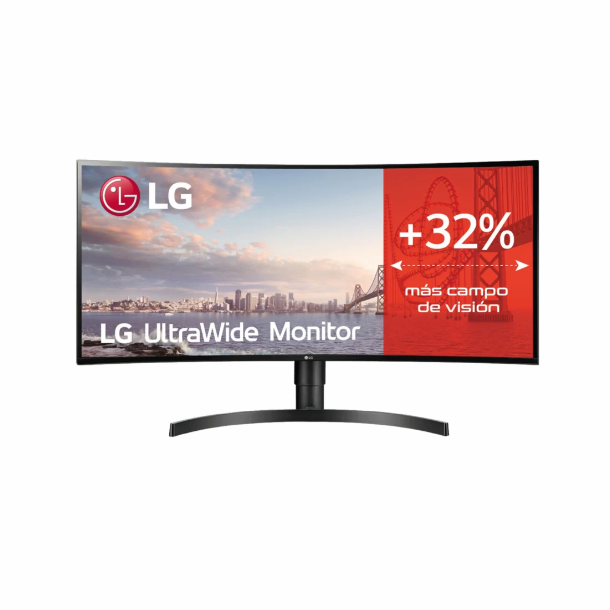 LG
+32%
más campo
de visión
LG UltraWide Monitor
LG